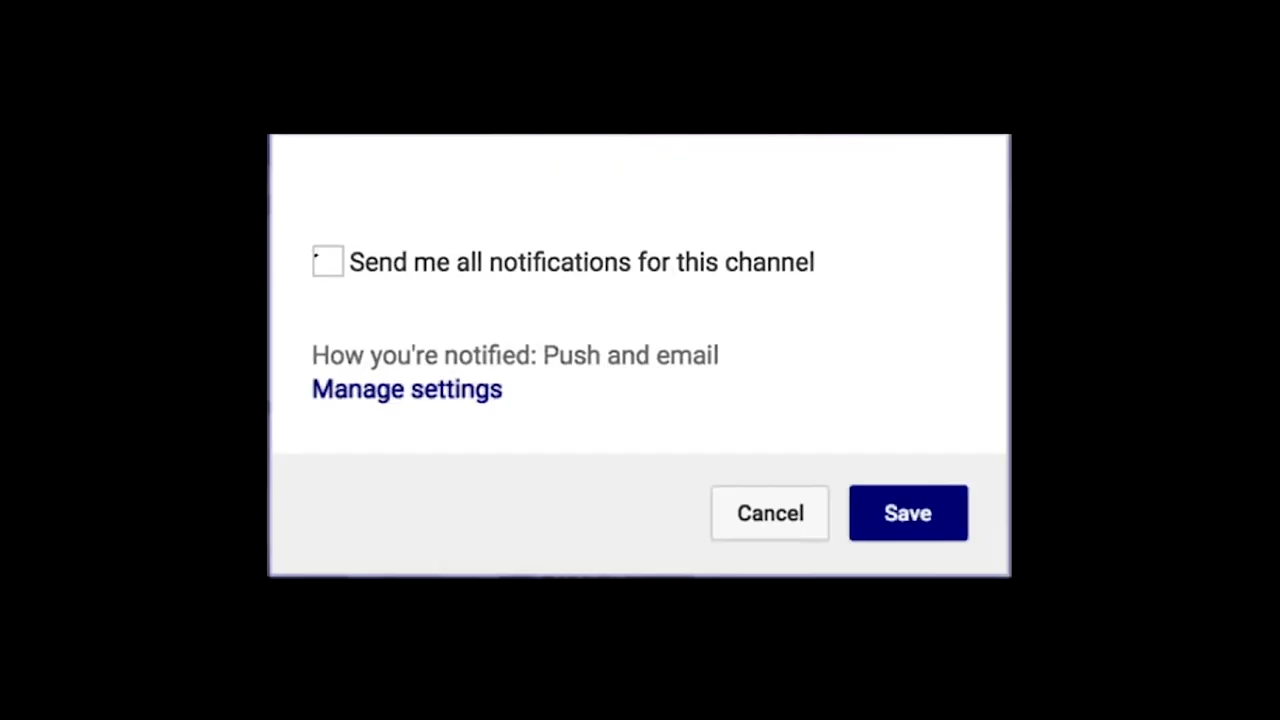 Send me all notifications for this channel
How you're notified: Push and email
Manage settings
Cancel
Save